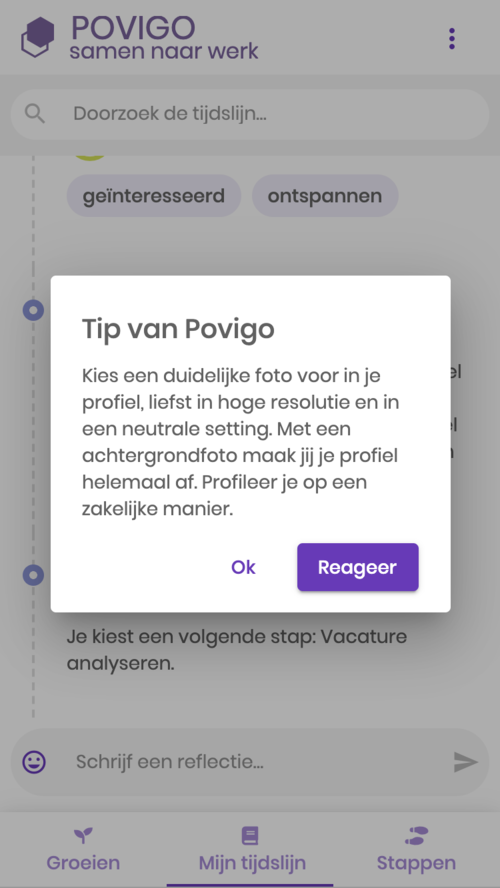 POVIGO
samen naar werk
Doorzoek de tijdslijn...
geïnteresseerd
ontspannen
Tip van Povigo
Kies een duidelijke foto voor in je
profiel, liefst in hoge resolutie en in
een neutrale setting. Met een
achtergrondfoto maak jij je profiel
helemaal af. Profileer je op een
zakelijke manier.
Ok
Reageer
Je kiest een volgende stap: Vacature
analyseren.
Schrijf een reflectie...
Groeien
Mijn tijdslijn
Stappen